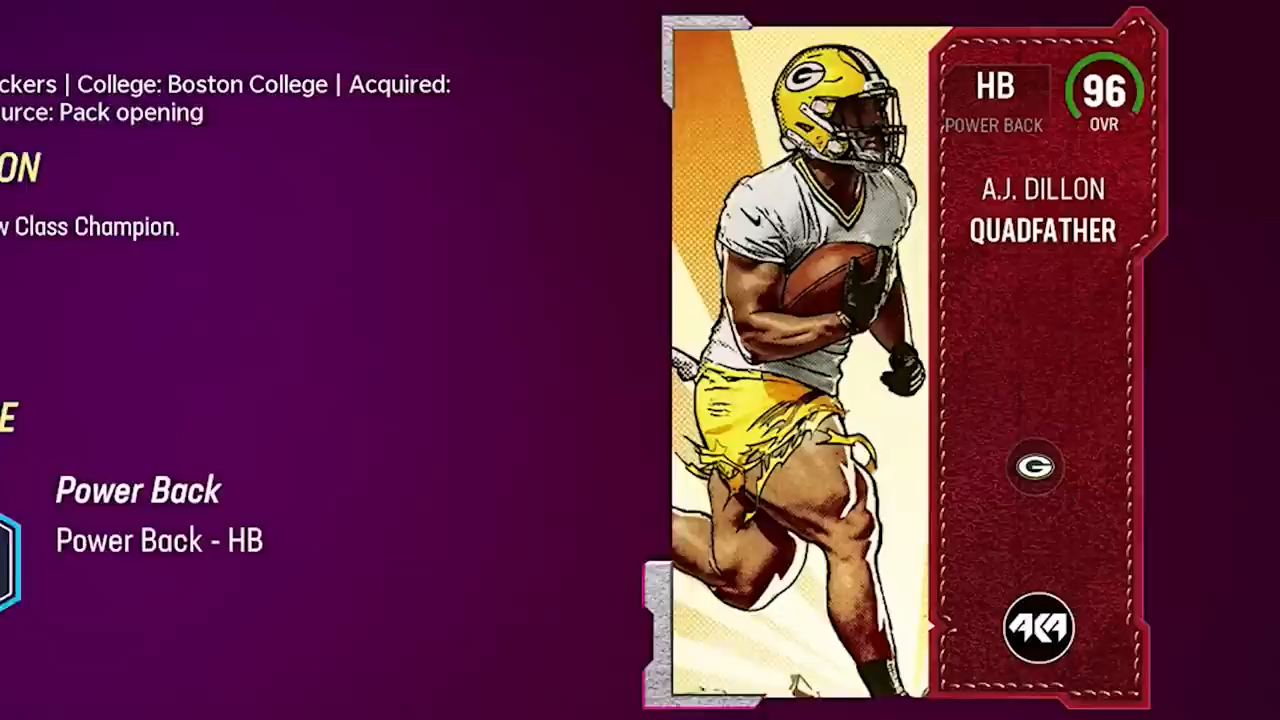 ckers | College: Boston College | Acquired:
urce: Pack opening
ON
w Class Champion.
E
Power Back
Power Back - HB
HB
POWER BACK
96
OVR
A.J. DILLON
QUADFATHER
G
G
AKA